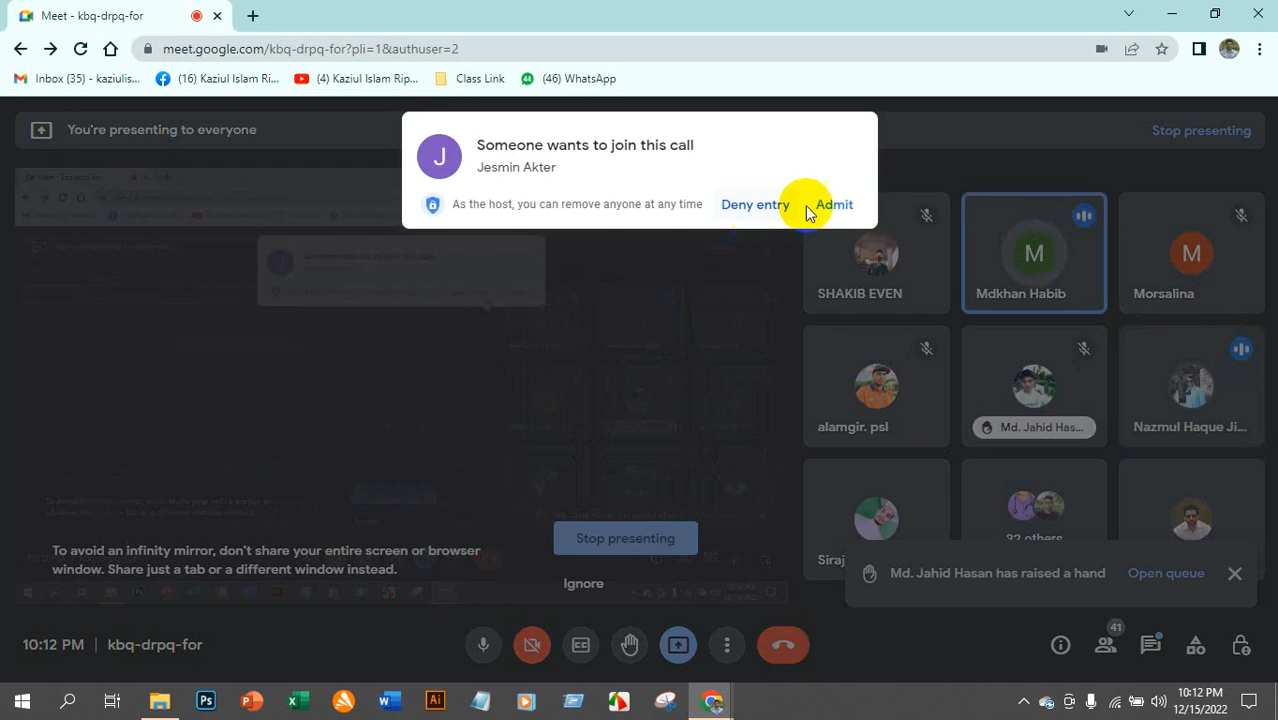 Meet - kbq-drpq-for
meet.google.com/kbq-drpq-for?pli=1&authuser=2
Inbox (35) - kaziulis...
(16) Kaziul Islam Ri...
(4) Kaziul Islam Rip...
Class Link
44
(46) WhatsApp
You're presenting to everyone
Stop presenting
J
Someone wants to join this call
Jesmin Akter
As the host, you can remove anyone at any time
Deny entry
Admit
SHAKIB EVEN
M
Mdkhan Habib
M
Morsalina
alamgir. psl
Md. Jahid Has...
Nazmul Haque Ji...
Siraj
32 others
To avoid an infinity mirror, don't share your entire screen or browser
window. Share just a tab or a different window instead.
Stop presenting
Ignore
Md. Jahid Hasan has raised a hand
Open queue
10:12 PM | kbq-drpq-for
CC
41
Ps
Ai
10:12 PM
12/15/2022